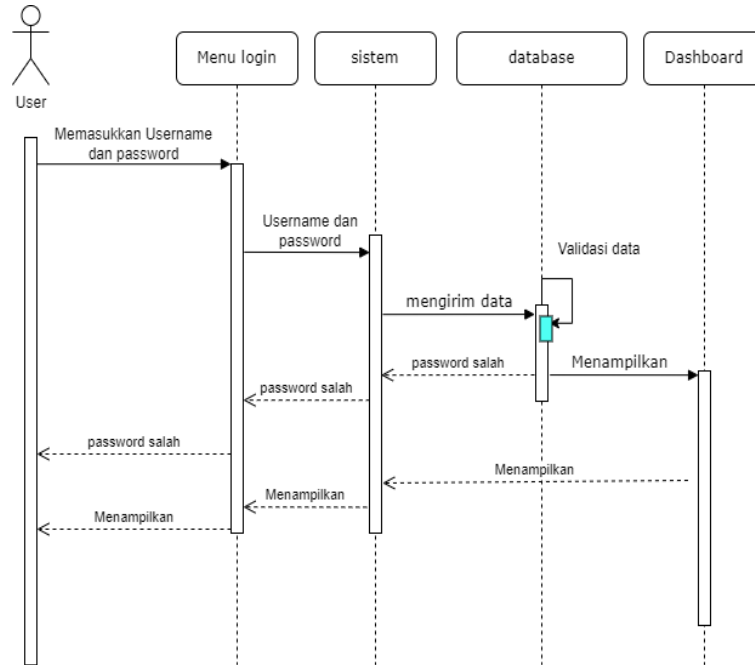 User
Menu login
sistem
database
Dashboard
Memasukkan Username
dan password
Username dan
password
Validasi data
mengirim data
password salah
Menampilkan
password salah
password salah
Menampilkan
Menampilkan
Menampilkan